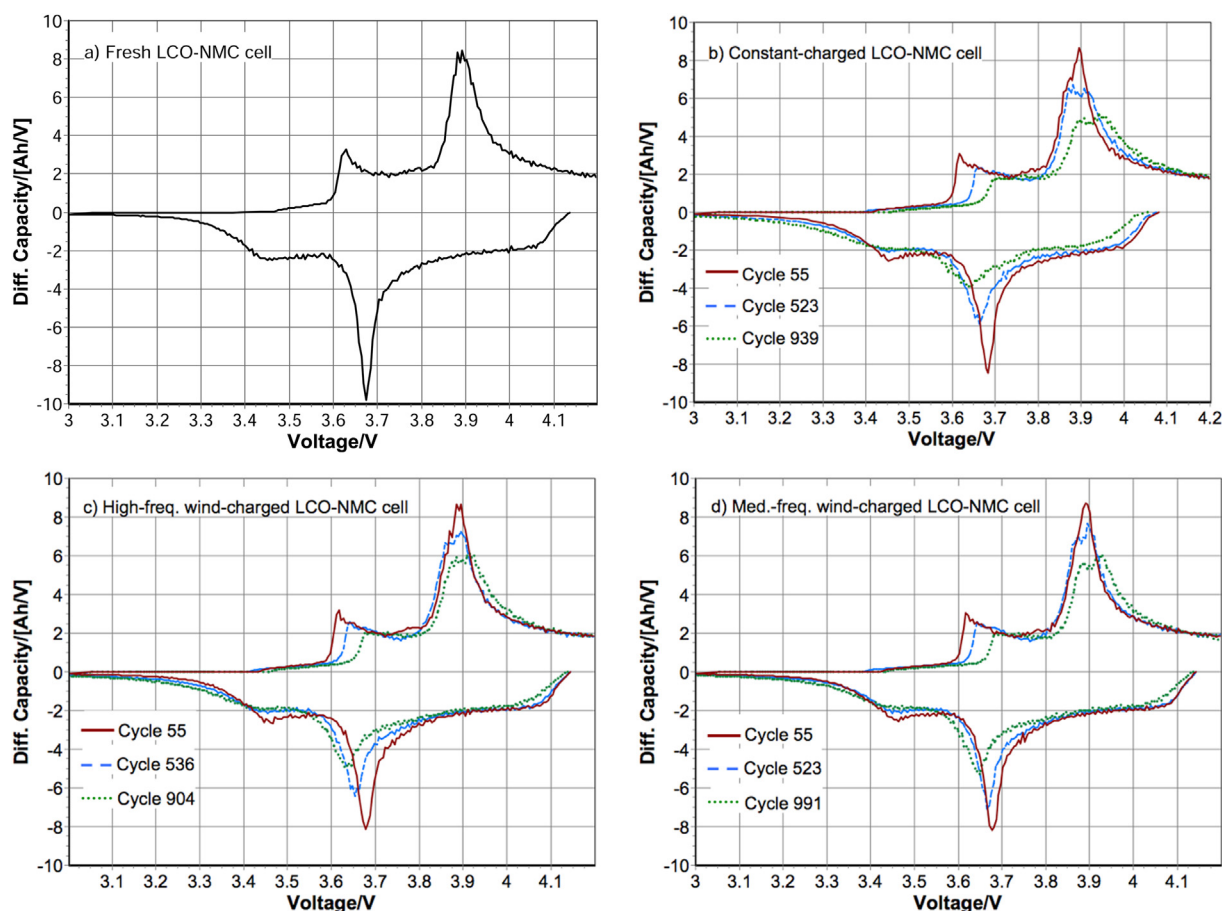 a) Fresh LCO-NMC cell
Diff. Capacity/[Ah/V]
10
8
6
4
2
0
-2
-4
-6
-8
-10
3 3.1 3.2 3.3 3.4 3.5 3.6 3.7 3.8 3.9 4 4.1
Voltage/V
b) Constant-charged LCO-NMC cell
Diff. Capacity/[Ah/V]
10
8
6
4
2
0
-2
-4
-6
-8
-10
Cycle 55
Cycle 523
Cycle 939
3 3.1 3.2 3.3 3.4 3.5 3.6 3.7 3.8 3.9 4 4.1 4.2
Voltage/V
c) High-freq. wind-charged LCO-NMC cell
Diff. Capacity/[Ah/V]
10
8
6
4
2
0
-2
-4
-6
-8
-10
Cycle 55
Cycle 536
Cycle 904
3.1 3.2 3.3 3.4 3.5 3.6 3.7 3.8 3.9 4 4.1
Voltage/V
d) Med.-freq. wind-charged LCO-NMC cell
Diff. Capacity/[Ah/V]
10
8
6
4
2
0
-2
-4
-6
-8
-10
Cycle 55
Cycle 523
Cycle 991
3.1 3.2 3.3 3.4 3.5 3.6 3.7 3.8 3.9 4 4.1
Voltage/V